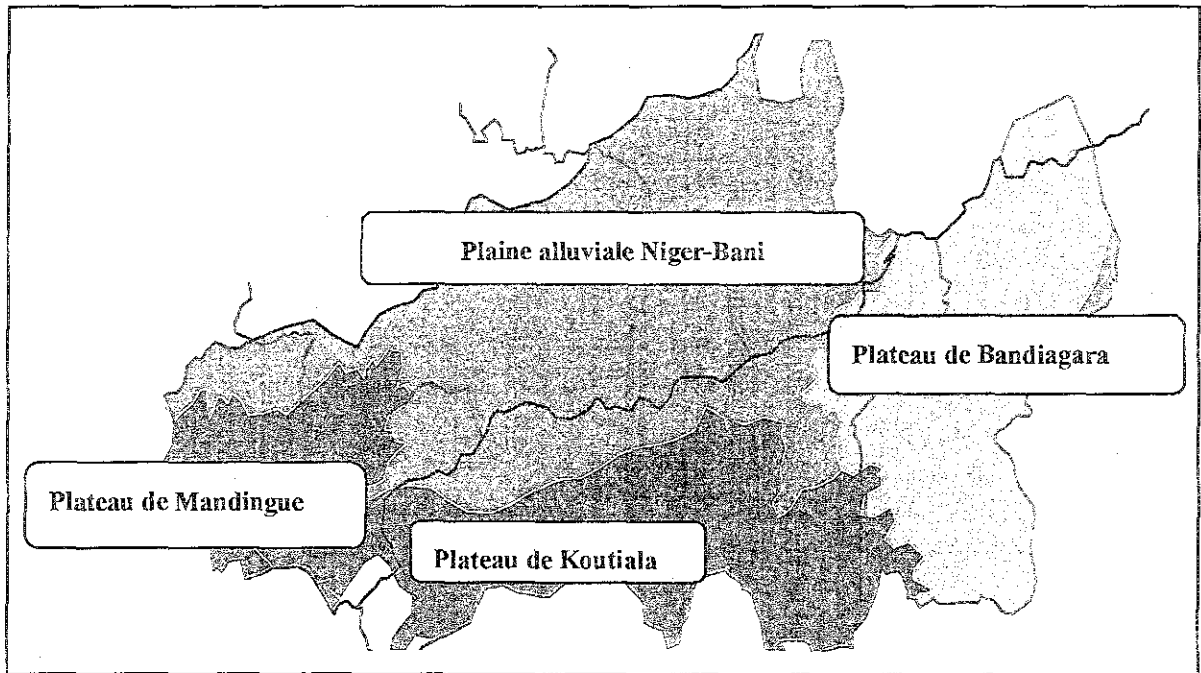 Plaine alluviale Niger-Bani
Plateau de Bandiagara
Plateau de Mandingue
Plateau de Koutiala